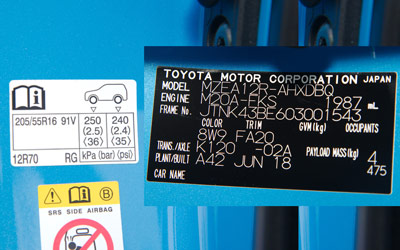 205/55R16 91V 250 (2.5) (36) 240 (2.4) (35)
12R70 RG kPa (bar) (psi)
SRS SIDE AIRBAG
TOYOTA MOTOR CORPORATION JAPAN
MODEL MZEA12R-AHXDBQ
ENGINE M20A-FKS 1987 mL
FRAME No. JTNK43BE603001543
COLOR TRIM GVM(kg) OCCUPANTS
8W9 FA20
TRANS./AXLE K120 -02A PAYLOAD MASS(kg) 4
PLANT/BUILT A42 JUN 18 475
CAR NAME